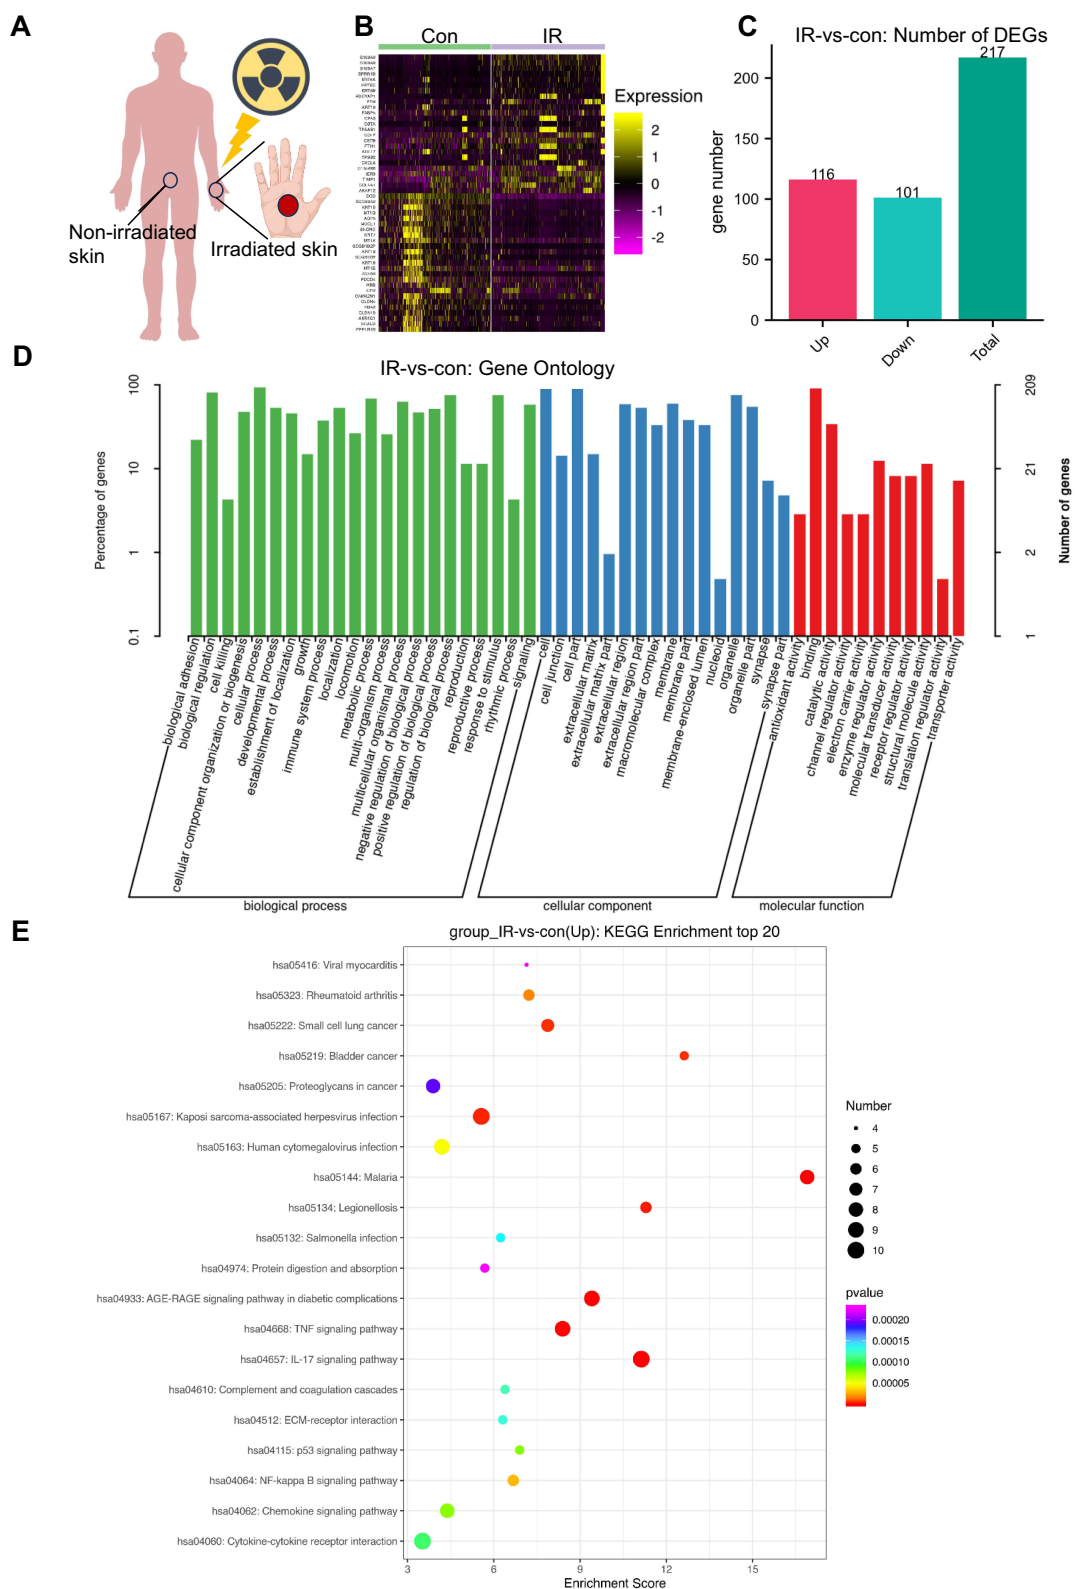 A
Non-irradiated
skin
Irradiated skin
B
Con
IR
Expression
2
1
0
-1
-2
C
IR-vs-con: Number of DEGs
gene number
200
150
100
50
0
116
101
217
Up
Down
Total
D
IR-vs-con: Gene Ontology
Percentage of genes
100
10
1
0.1
Number of genes
209
21
2
1
biological adhesion
biological regulation
cell killing
cellular component organization or biogenesis
cellular process
developmental process
establishment of localization
growth
immune system process
localization
locomotion
metabolic process
multi-organism process
multicellular organismal process
negative regulation of biological process
positive regulation of biological process
regulation of biological process
reproduction
reproductive process
response to stimulus
rhythmic process
signaling
cell
cell junction
cell part
extracellular matrix
extracellular matrix part
extracellular region
extracellular region part
macromolecular complex
membrane
membrane part
membrane-enclosed lumen
nucleoid
organelle
organelle part
synapse
synapse part
antioxidant activity
binding
catalytic activity
channel regulator activity
electron carrier activity
enzyme regulator activity
molecular transducer activity
receptor regulator activity
structural molecule activity
translation regulator activity
transporter activity
biological process
cellular component
molecular function
E
group_IR-vs-con(Up): KEGG Enrichment top 20
hsa05416: Viral myocarditis
hsa05323: Rheumatoid arthritis
hsa05222: Small cell lung cancer
hsa05219: Bladder cancer
hsa05205: Proteoglycans in cancer
hsa05167: Kaposi sarcoma-associated herpesvirus infection
hsa05163: Human cytomegalovirus infection
hsa05144: Malaria
hsa05134: Legionellosis
hsa05132: Salmonella infection
hsa04974: Protein digestion and absorption
hsa04933: AGE-RAGE signaling pathway in diabetic complications
hsa04668: TNF signaling pathway
hsa04657: IL-17 signaling pathway
hsa04610: Complement and coagulation cascades
hsa04512: ECM-receptor interaction
hsa04115: p53 signaling pathway
hsa04064: NF-kappa B signaling pathway
hsa04062: Chemokine signaling pathway
hsa04060: Cytokine-cytokine receptor interaction
3
6
9
12
15
Enrichment Score
Number
4
5
6
7
8
9
10
pvalue
0.00020
0.00015
0.00010
0.00005